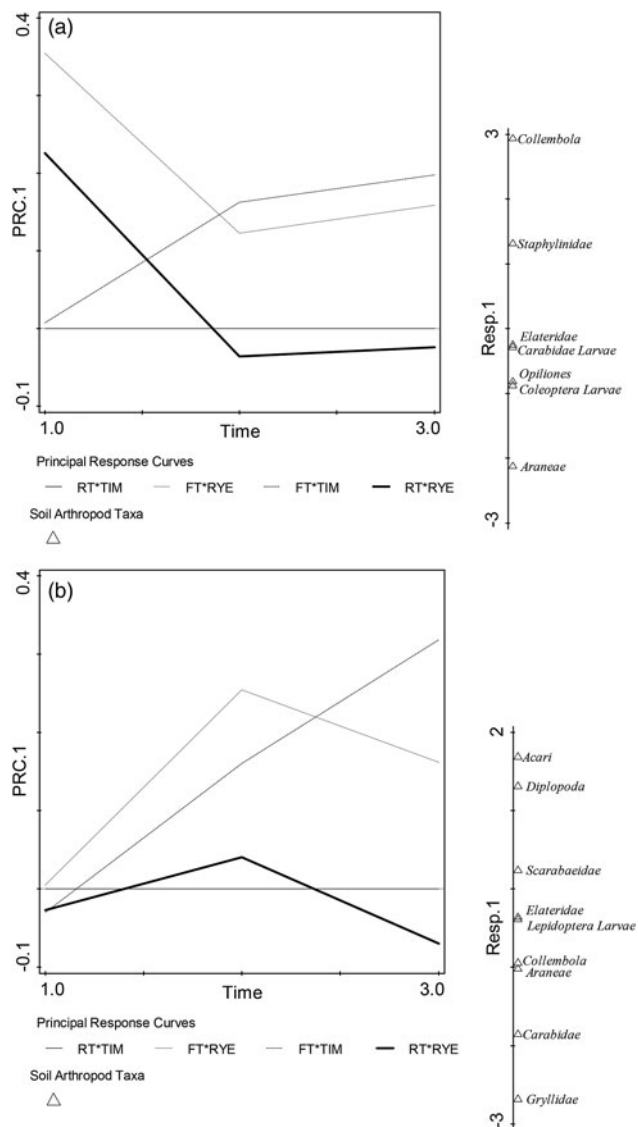 (a)
0.4
PRC.1
-0.1
1.0
Time
3.0
3
Resp.1
-3
Collembola
Staphylinidae
Elateridae
Carabidae Larvae
Opiliones
Coleoptera Larvae
Araneae
Principal Response Curves
RT*TIM FT*RYE FT*TIM RT*RYE
Soil Arthropod Taxa
(b)
0.4
PRC.1
-0.1
1.0
Time
3.0
2
Resp.1
-3
Acari
Diplopoda
Scarabaeidae
Elateridae
Lepidoptera Larvae
Collembola
Araneae
Carabidae
Gryllidae
Principal Response Curves
RT*TIM FT*RYE FT*TIM RT*RYE
Soil Arthropod Taxa